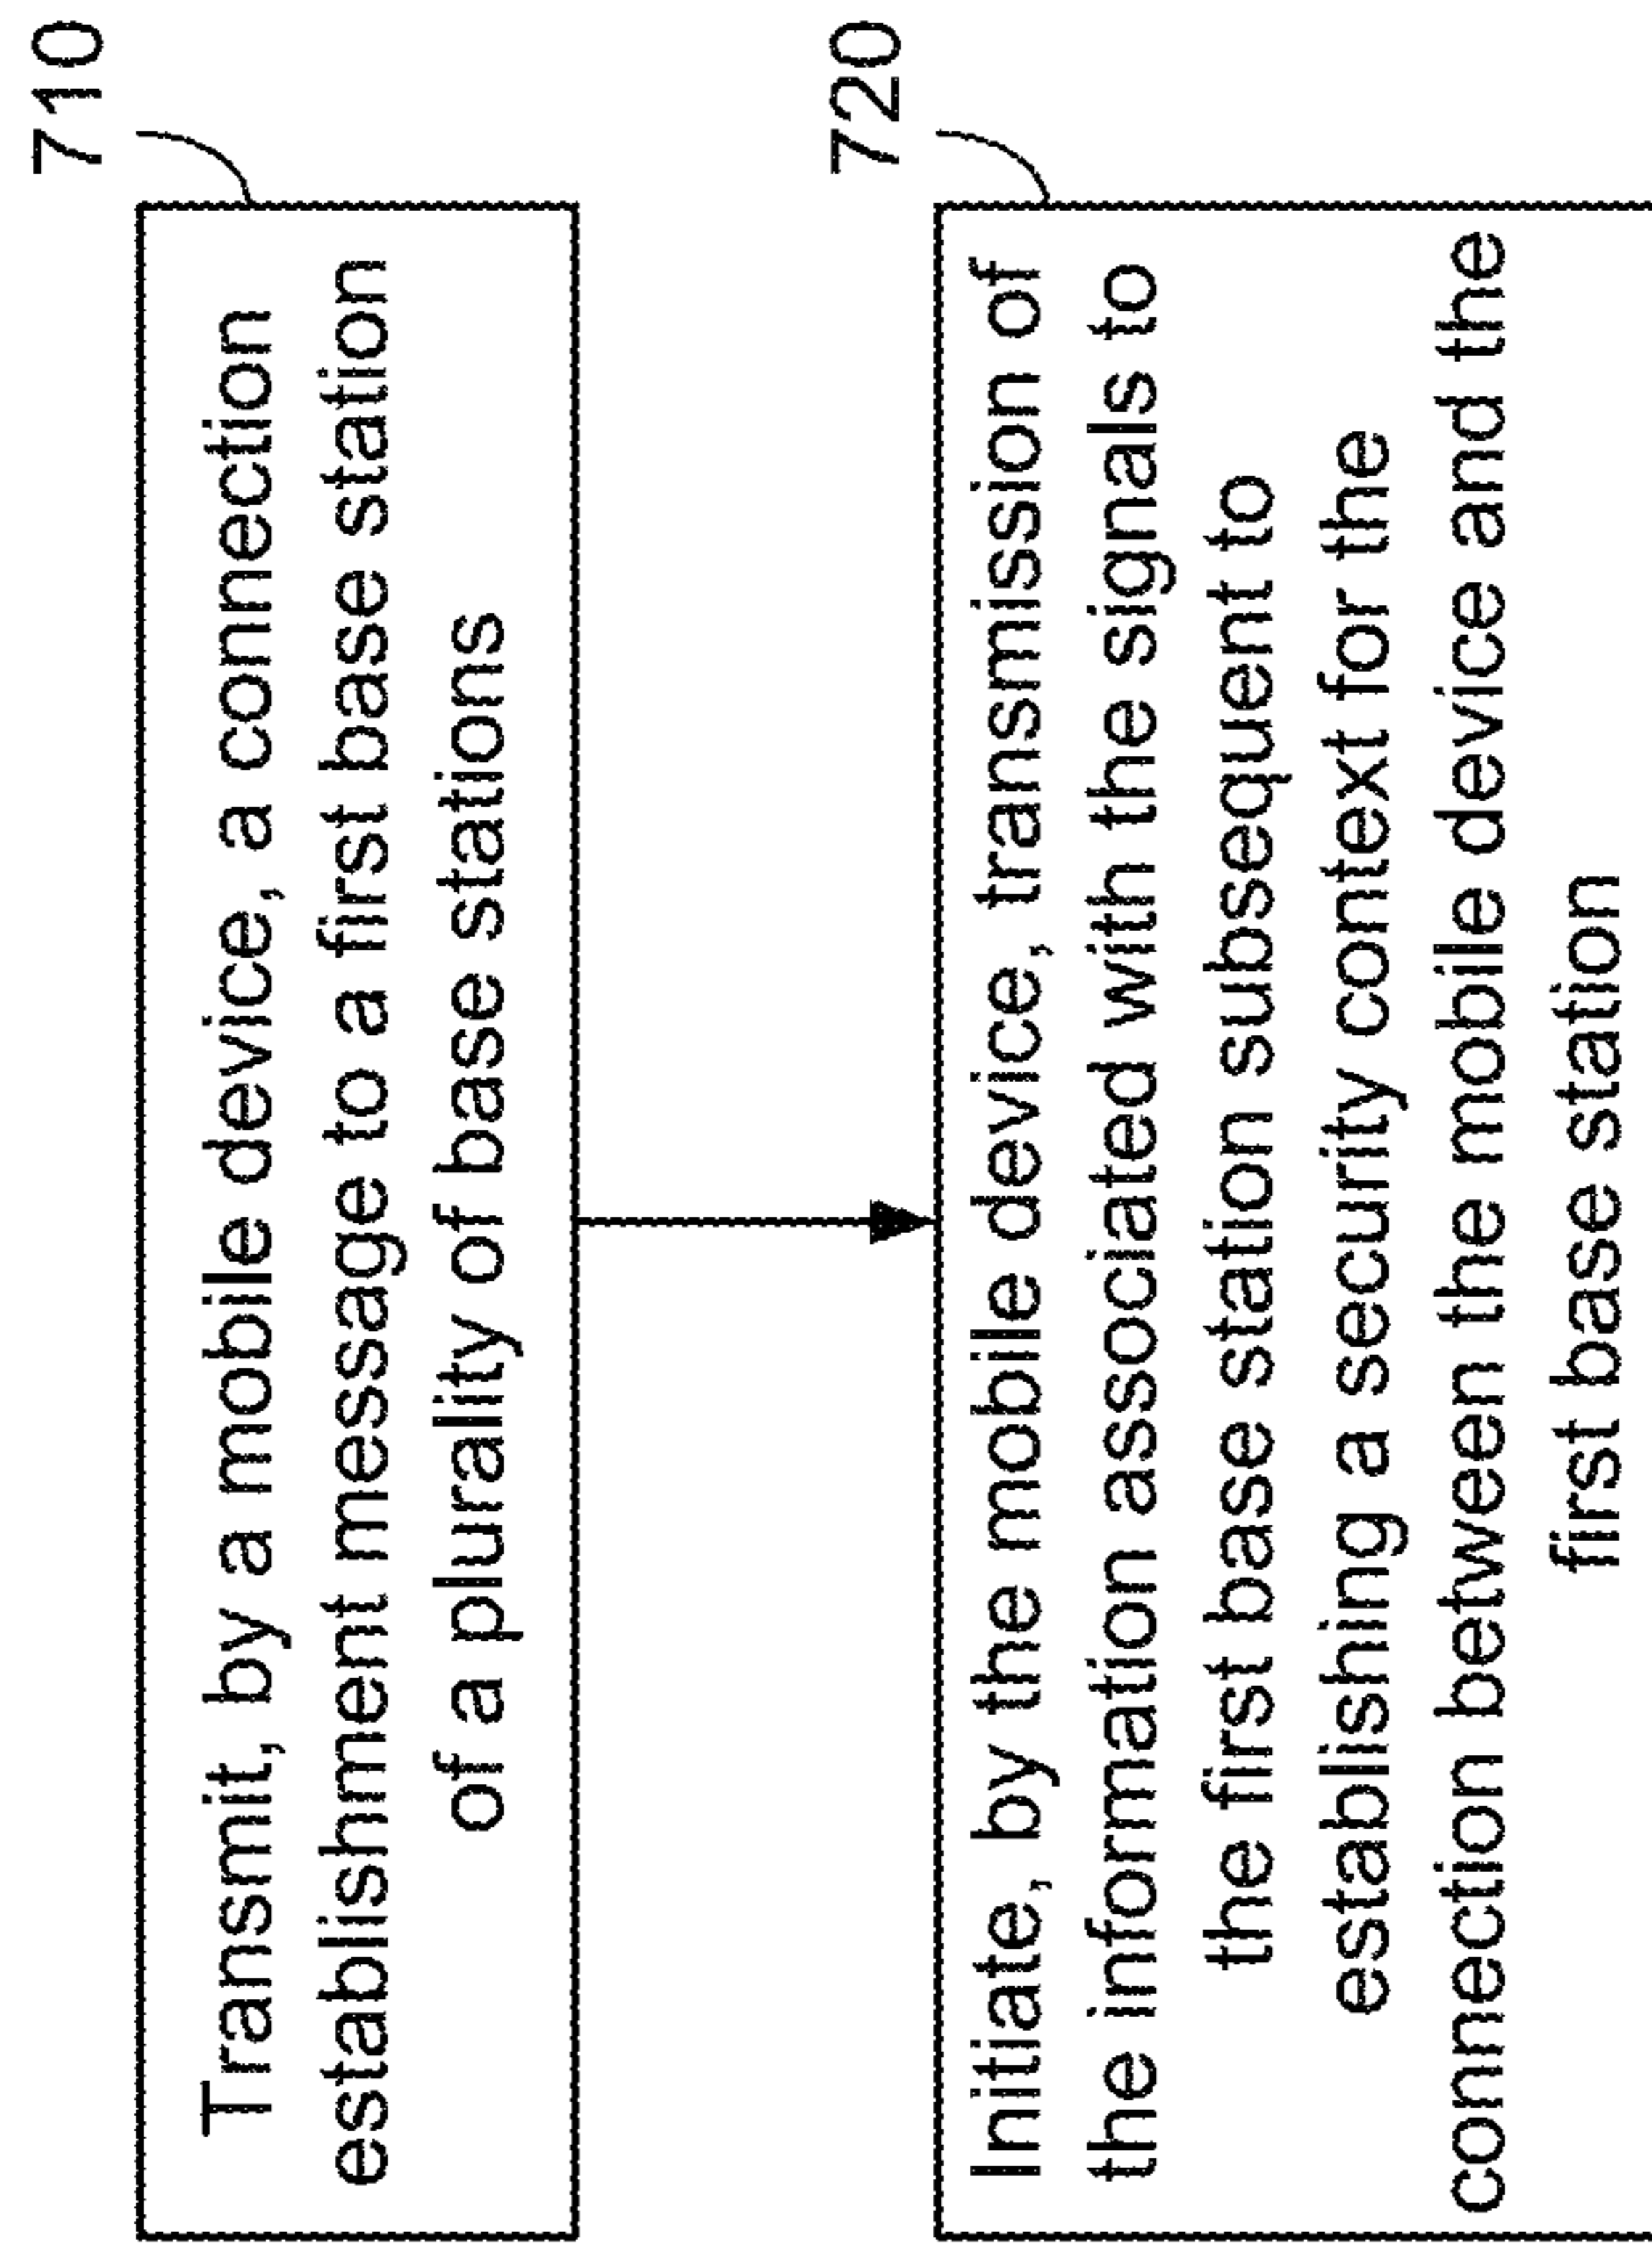 710
Transmit, by a mobile device, a connection
establishment message to a first base station
of a plurality of base stations
720
Initiate, by the mobile device, transmission of
the information associated with the signals to
the first base station subsequent to
establishing a security context for the
connection between the mobile device and the
first base station